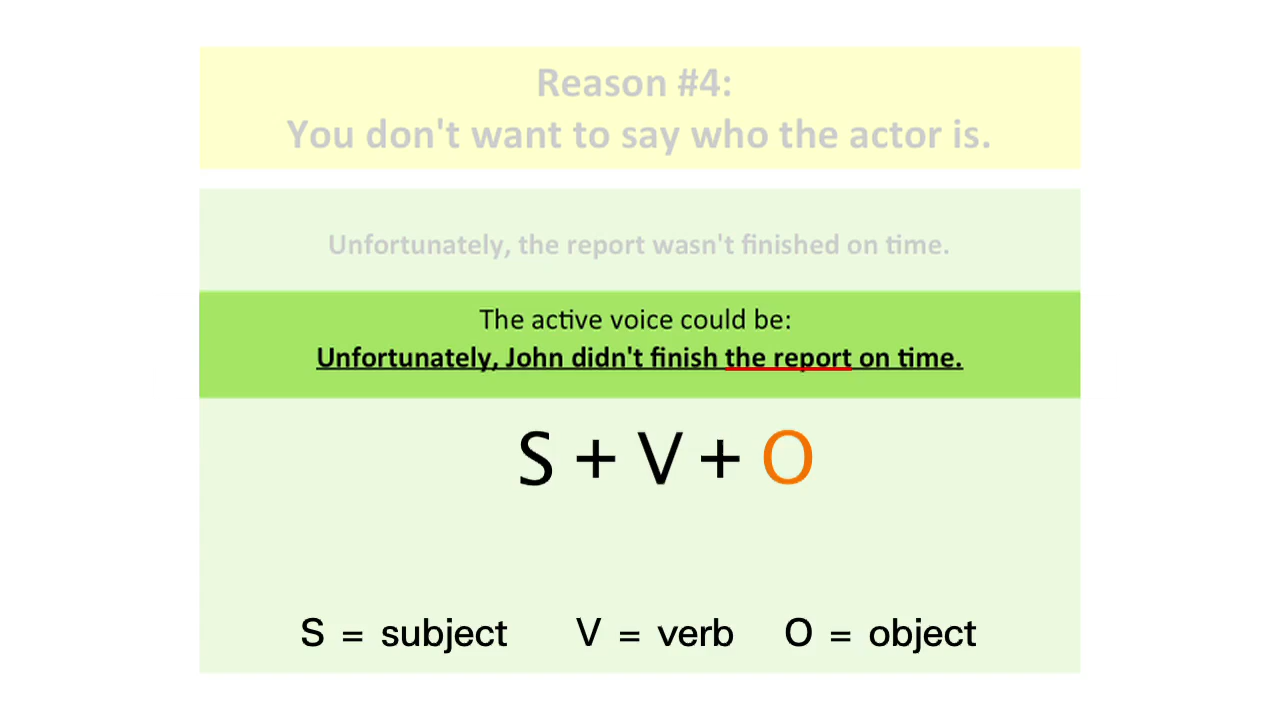 Reason #4:
You don't want to say who the actor is.
Unfortunately, the report wasn't finished on time.
The active voice could be:
Unfortunately, John didn't finish the report on time.
S + V + O
S = subject V = verb O = object